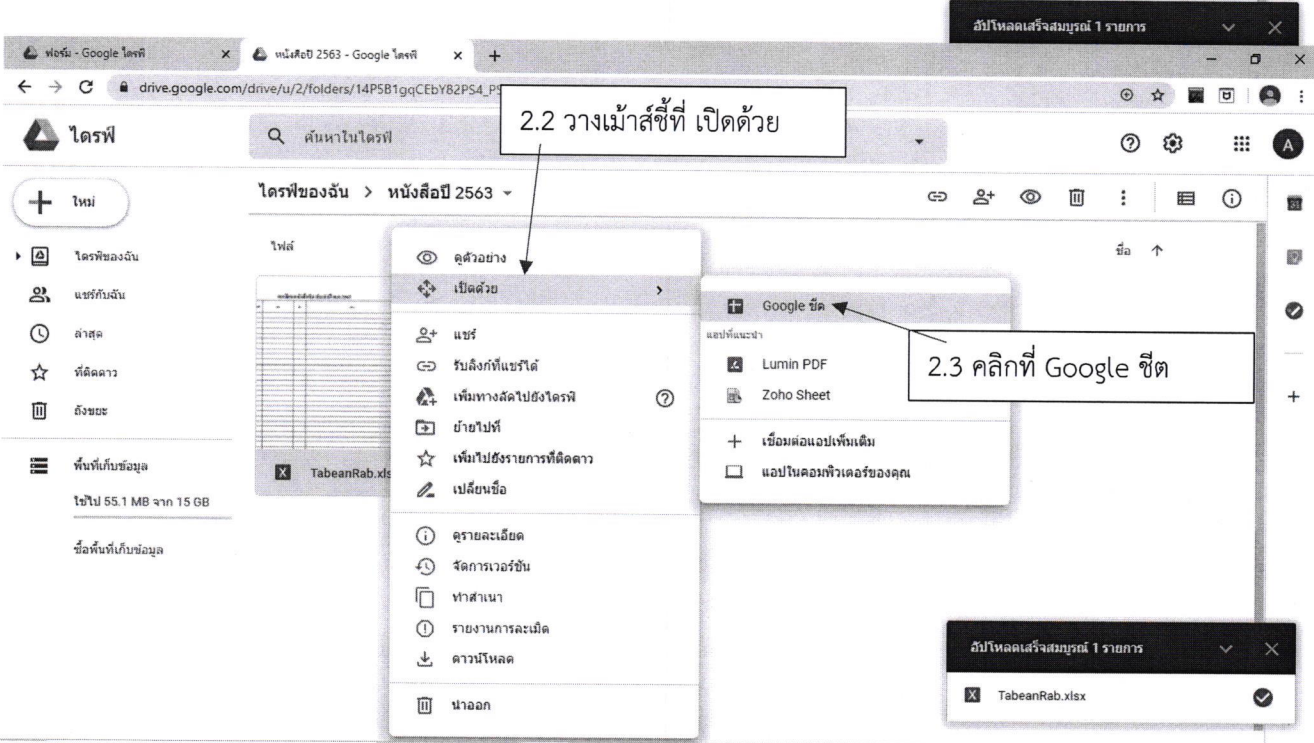 อัปโหลดเสร็จสมบูรณ์ 1 รายการ
ฟอร์ม - Google ไดรฟ์
หนังสือปี 2563 - Google ไดรฟ์
drive.google.com/drive/u/2/folders/14P5B1gqCEbY82PS4_PS
2.2 วางเม้าส์ชี้ที่ เปิดด้วย
ไดรฟ์
ค้นหาในไดรฟ์
A
ใหม่
ไดรฟ์ของฉัน > หนังสือปี 2563
ไฟล์
ชื่อ
ไดรฟ์ของฉัน
แชร์กับฉัน
ล่าสุด
ที่ติดดาว
ถังขยะ
พื้นที่เก็บข้อมูล
ใช้ไป 55.1 MB จาก 15 GB
ซื้อพื้นที่เก็บข้อมูล
X TabeanRab.xls
ดูตัวอย่าง
เปิดด้วย
แชร์
รับลิงก์ที่แชร์ได้
เพิ่มทางลัดไปยังไดรฟ์
ย้ายไปที่
เพิ่มไปยังรายการที่ติดดาว
เปลี่ยนชื่อ
ดูรายละเอียด
จัดการเวอร์ชัน
ทำสำเนา
รายงานการละเมิด
ดาวน์โหลด
นำออก
Google ชีต
แอปที่แนะนำ
Lumin PDF
Zoho Sheet
เชื่อมต่อแอปเพิ่มเติม
แอปในคอมพิวเตอร์ของคุณ
2.3 คลิกที่ Google ชีต
อัปโหลดเสร็จสมบูรณ์ 1 รายการ
X TabeanRab.xlsx